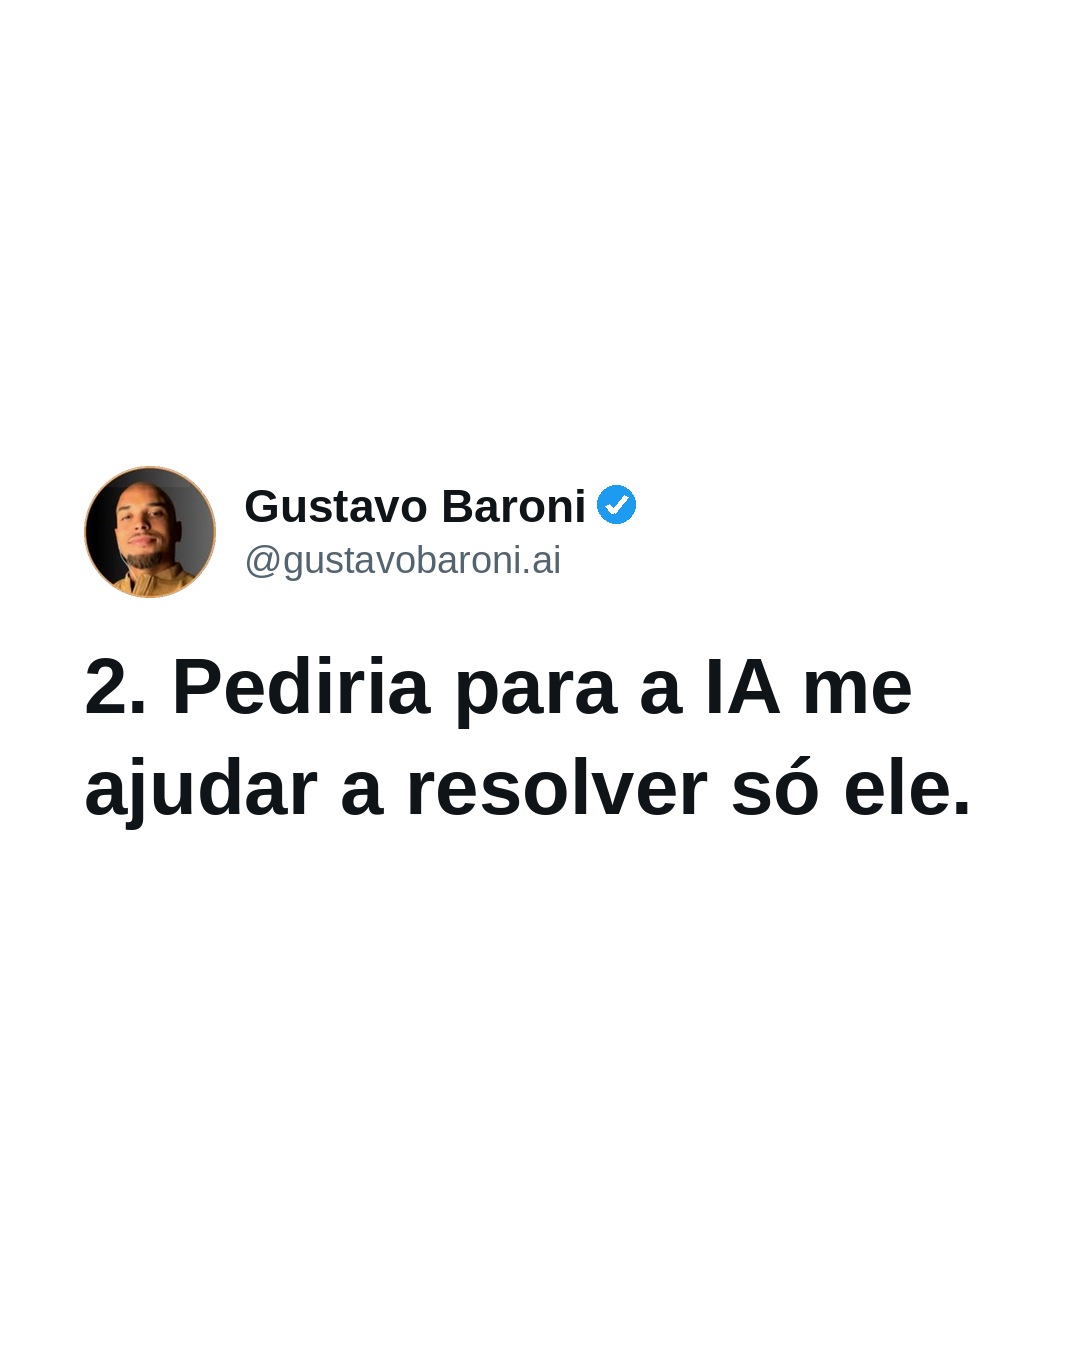 Gustavo Baroni
@gustavobaroni.ai
2. Pediria para a IA me
ajudar a resolver só ele.